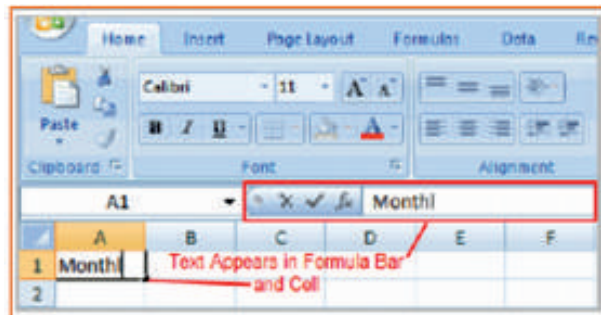 Home Insert Page Layout Formulas Data Re
Calibri 11 A A
Paste B I U A
Clipboard Font Alignment
A1 fx Monthl
A B C D E F
1 Monthl Text Appears in Formula Bar
and Cell
2